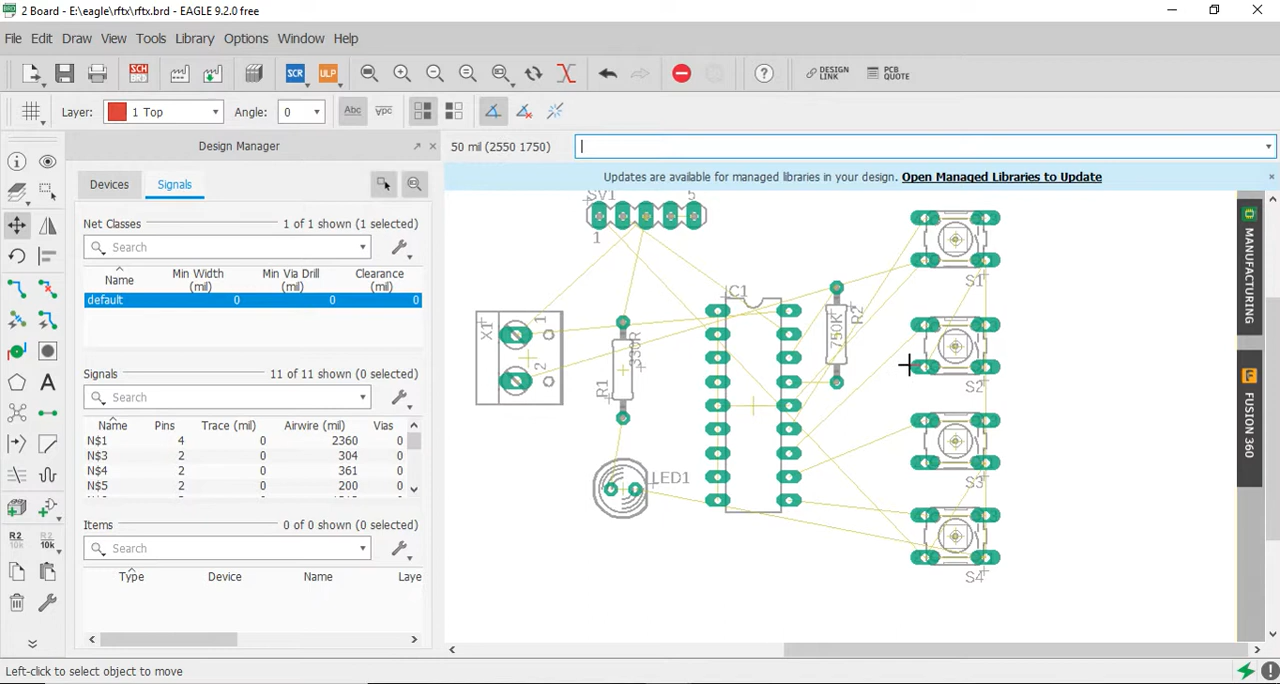 2 Board - E:\eagle\rftx\rftx.brd - EAGLE 9.2.0 free
File Edit Draw View Tools Library Options Window Help
SCH SCR ULP DESIGN LINK PCB QUOTE
Layer: 1 Top Angle: 0 Abc
Design Manager
50 mil (2550 1750)
Updates are available for managed libraries in your design. Open Managed Libraries to Update
Devices Signals
Net Classes 1 of 1 shown (1 selected)
Search
Name Min Width (mil) Min Via Drill (mil) Clearance (mil)
default 0 0 0
Signals 11 of 11 shown (0 selected)
Search
Name Pins Trace (mil) Airwire (mil) Vias
N$1 4 0 2360 0
N$3 2 0 304 0
N$4 2 0 361 0
N$5 2 0 200 0
Items 0 of 0 shown (0 selected)
Search
Type Device Name Laye
R2 10k
10k
SV1 5
1
X1 1
2
R1 330R
LED1
IC1
750K R2
S1
S2
S3
S4
MANUFACTURING
FUSION 360
Left-click to select object to move